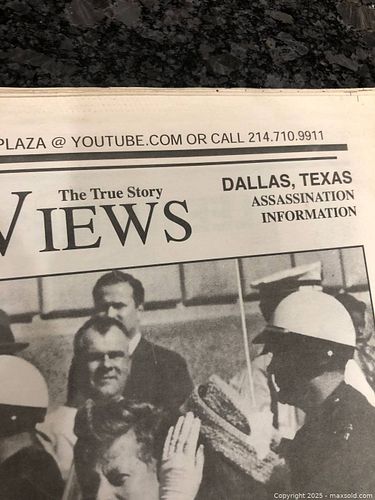 PLAZA @ YOUTUBE.COM OR CALL 214.710.9911
The True Story
VIEWS
DALLAS, TEXAS
ASSASSINATION
INFORMATION
Copyright 2025 - maxsold.com